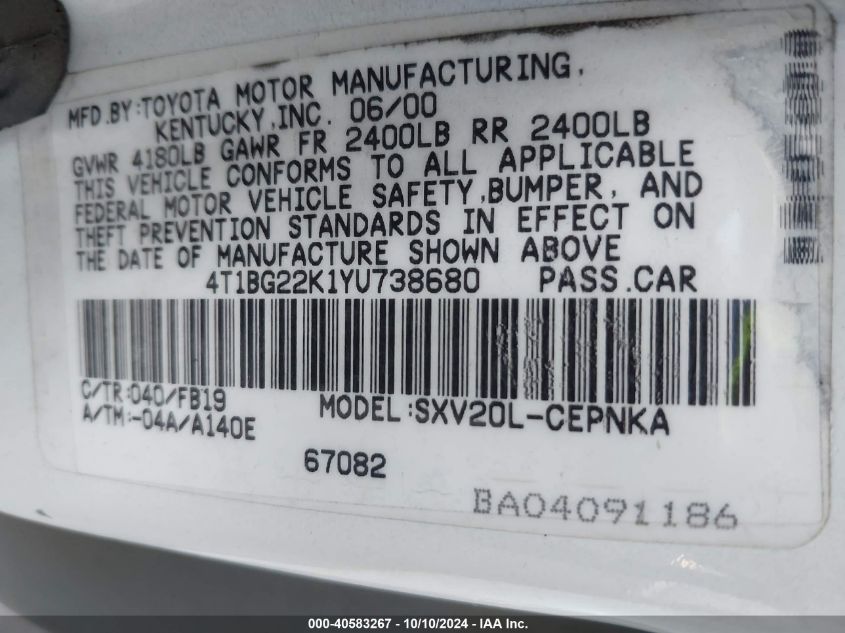 MFD.BY:TOYOTA MOTOR MANUFACTURING,
KENTUCKY,INC. 06/00
GVWR 4180LB GAWR FR 2400LB RR 2400LB
THIS VEHICLE CONFORMS TO ALL APPLICABLE
FEDERAL MOTOR VEHICLE SAFETY,BUMPER, AND
THEFT PREVENTION STANDARDS IN EFFECT ON
THE DATE OF MANUFACTURE SHOWN ABOVE
4T1BG22K1YU738680 PASS.CAR
C/TR:040/FB19
A/TM:-04A/A140E
MODEL:SXV20L-CEPNKA
67082
BA04091186
000-40583267 - 10/10/2024 - IAA Inc.